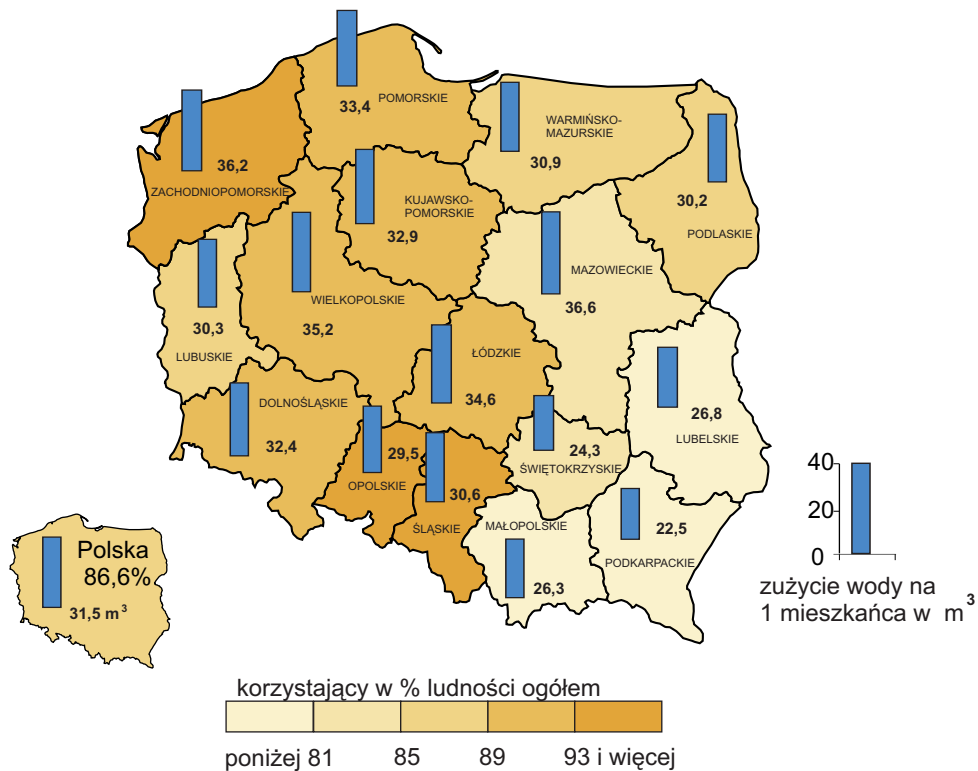 33,4
POMORSKIE
WARMIŃSKO-
MAZURSKIE
30,9
36,2
ZACHODNIOPOMORSKIE
KUJAWSKO-
POMORSKIE
32,9
30,2
PODLASKIE
MAZOWIECKIE
36,6
WIELKOPOLSKIE
35,2
30,3
LUBUSKIE
ŁÓDZKIE
34,6
DOLNOŚLĄSKIE
32,4
26,8
LUBELSKIE
29,5
OPOLSKIE
24,3
ŚWIĘTOKRZYSKIE
30,6
ŚLĄSKIE
MAŁOPOLSKIE
26,3
22,5
PODKARPACKIE
40
20
0
zużycie wody na
1 mieszkańca w m³
Polska
86,6%
31,5 m³
korzystający w % ludności ogółem
poniżej 81 85 89 93 i więcej